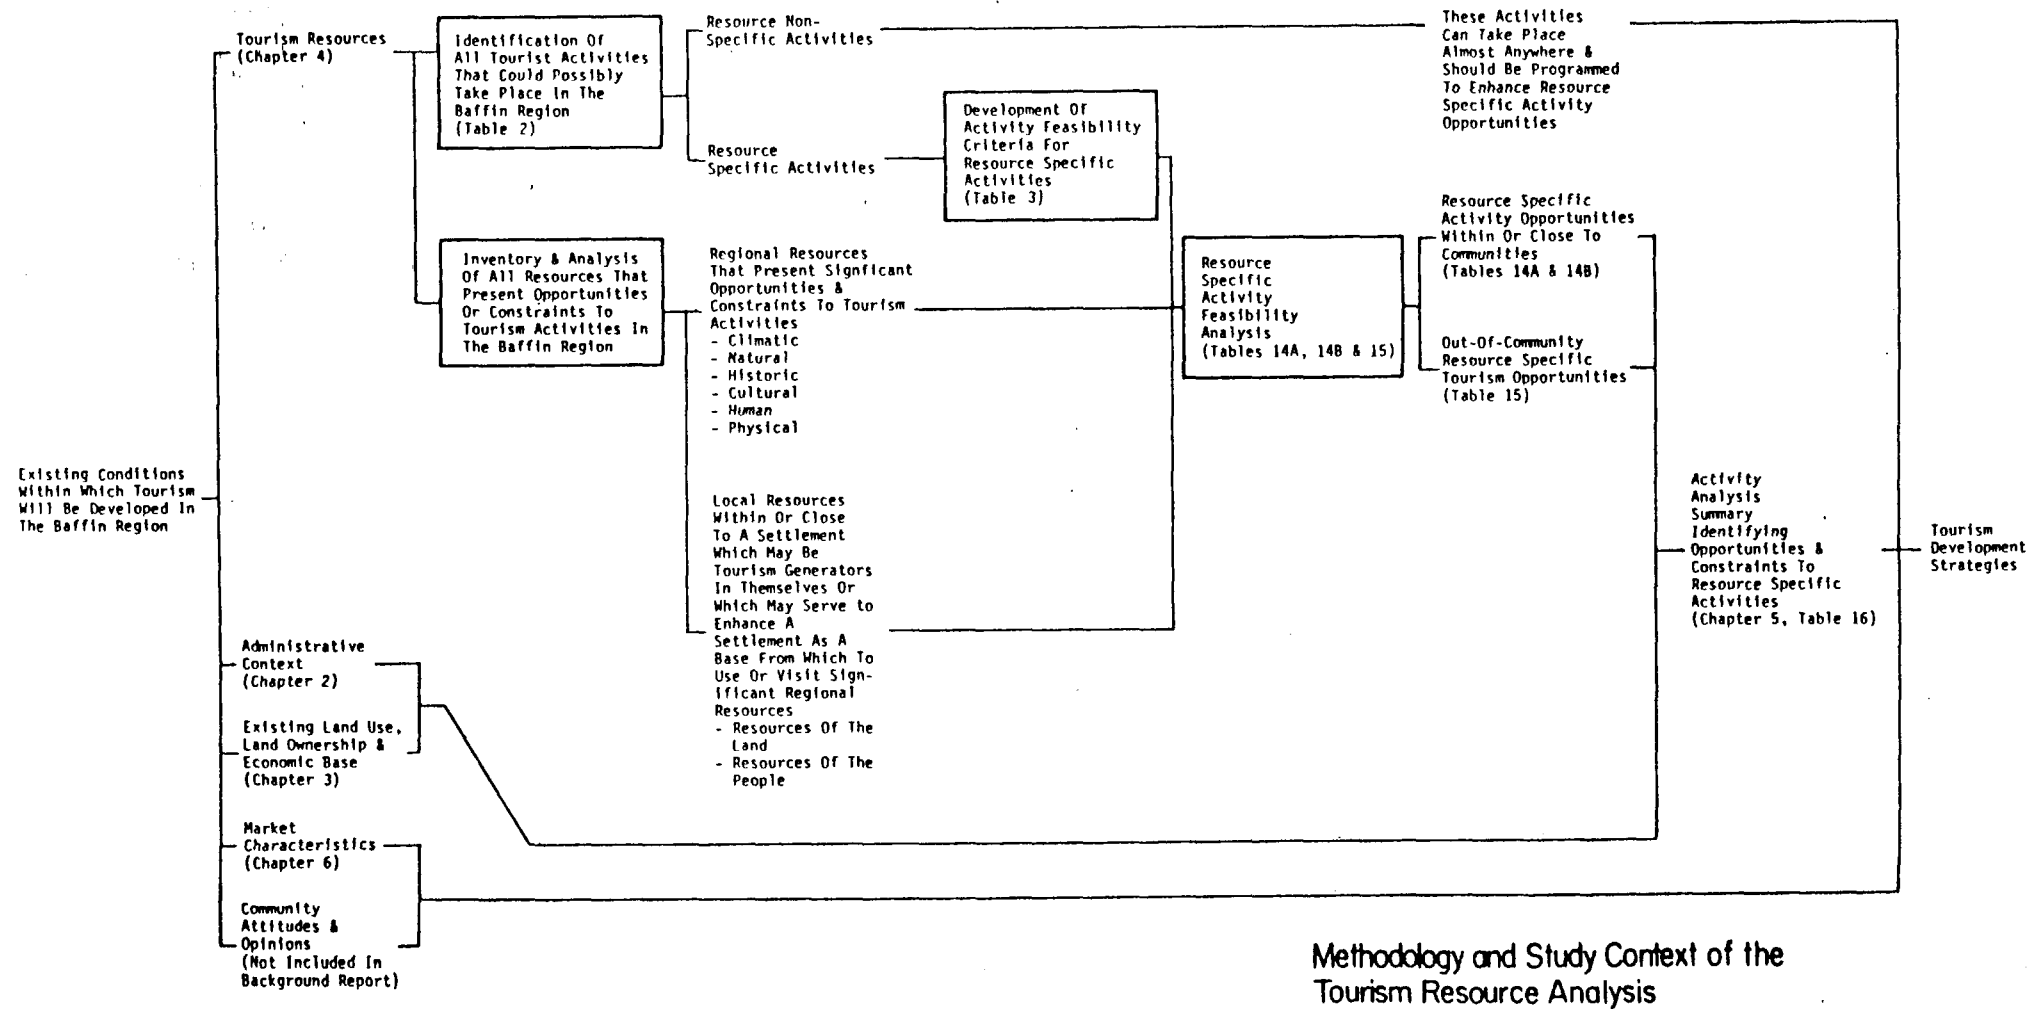 Tourism Resources
(Chapter 4)
Identification Of
All Tourist Activities
That Could Possibly
Take Place In The
Baffin Region
(Table 2)
Resource Non-
Specific Activities
Resource
Specific Activities
Development Of
Activity Feasibility
Criteria For
Resource Specific
Activities
(Table 3)
These Activities
Can Take Place
Almost Anywhere &
Should Be Programmed
To Enhance Resource
Specific Activity
Opportunities
Inventory & Analysis
Of All Resources That
Present Opportunities
Or Constraints To
Tourism Activities In
The Baffin Region
Regional Resources
That Present Signficant
Opportunities &
Constraints To Tourism
Activities
- Climatic
- Natural
- Historic
- Cultural
- Human
- Physical
Resource
Specific
Activity
Feasibility
Analysis
(Tables 14A, 14B & 15)
Resource Specific
Activity Opportunities
Within Or Close To
Communities
(Tables 14A & 14B)
Out-Of-Community
Resource Specific
Tourism Opportunities
(Table 15)
Existing Conditions
Within Which Tourism
Will Be Developed In
The Baffin Region
Local Resources
Within Or Close
To A Settlement
Which May Be
Tourism Generators
In Themselves Or
Which May Serve to
Enhance A
Settlement As A
Base From Which To
Use Or Visit Sign-
ificant Regional
Resources
- Resources Of The
Land
- Resources Of The
People
Activity
Analysis
Summary
Identifying
Opportunities &
Constraints To
Resource Specific
Activities
(Chapter 5, Table 16)
Tourism
Development
Strategies
Administrative
Context
(Chapter 2)
Existing Land Use,
Land Ownership &
Economic Base
(Chapter 3)
Market
Characteristics
(Chapter 6)
Community
Attitudes &
Opinions
(Not Included In
Background Report)
Methodology and Study Context of the
Tourism Resource Analysis